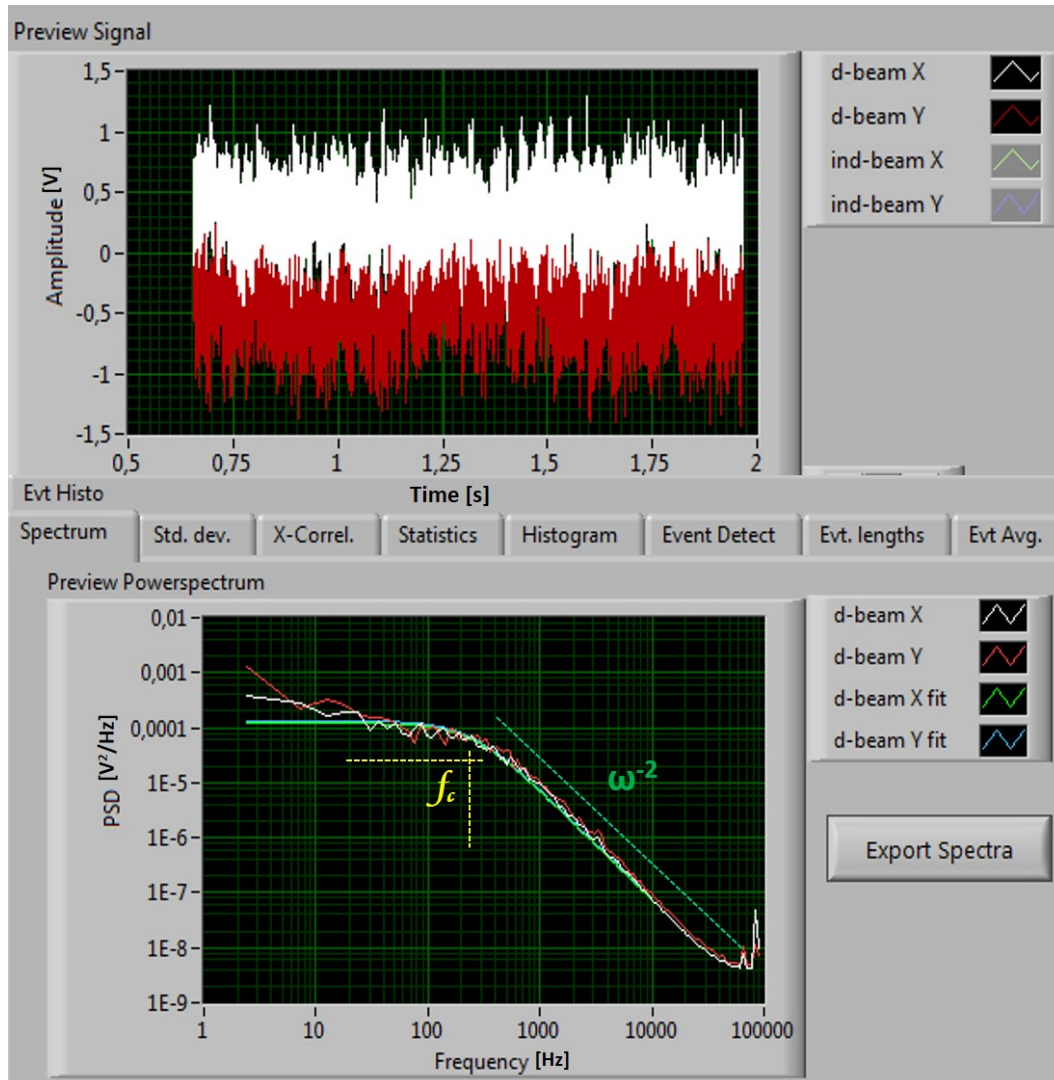 Preview Signal
1,5
1
0,5
0
-0,5
-1
-1,5
Amplitude [V]
0,5 0,75 1 1,25 1,5 1,75 2
Time [s]
d-beam X
d-beam Y
ind-beam X
ind-beam Y
Evt Histo
Spectrum Std. dev. X-Correl. Statistics Histogram Event Detect Evt. lengths Evt Avg.
Preview Powerspectrum
0,01
0,001
0,0001
1E-5
1E-6
1E-7
1E-8
1E-9
PSD [V²/Hz]
fc
ω⁻²
1 10 100 1000 10000 100000
Frequency [Hz]
d-beam X
d-beam Y
d-beam X fit
d-beam Y fit
Export Spectra